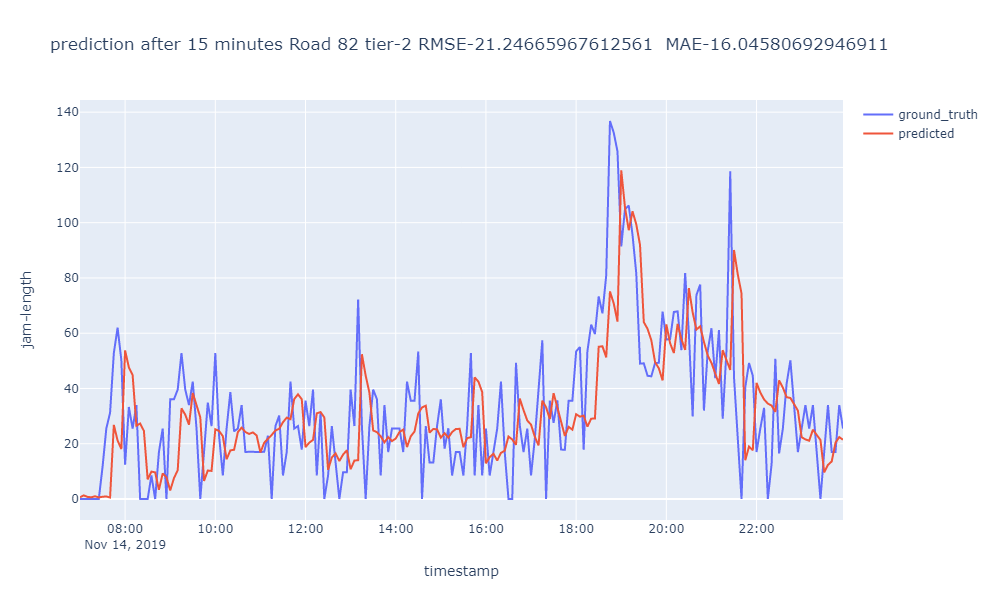 prediction after 15 minutes Road 82 tier-2 RMSE-21.24665967612561  MAE-16.04580692946911
ground_truth
predicted
140
120
100
80
60
40
20
0
jam-length
08:00 10:00 12:00 14:00 16:00 18:00 20:00 22:00
Nov 14, 2019
timestamp